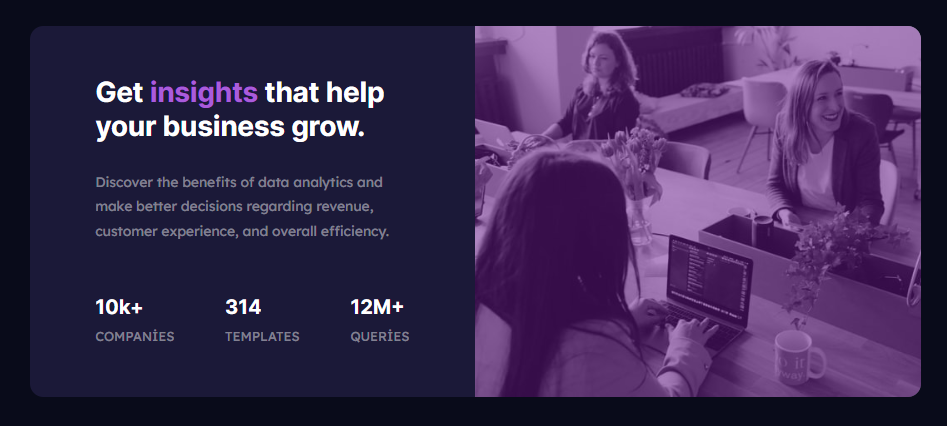 Get insights that help
your business grow.
Discover the benefits of data analytics and
make better decisions regarding revenue,
customer experience, and overall efficiency.
10k+ 314 12M+
COMPANİES TEMPLATES QUERİES